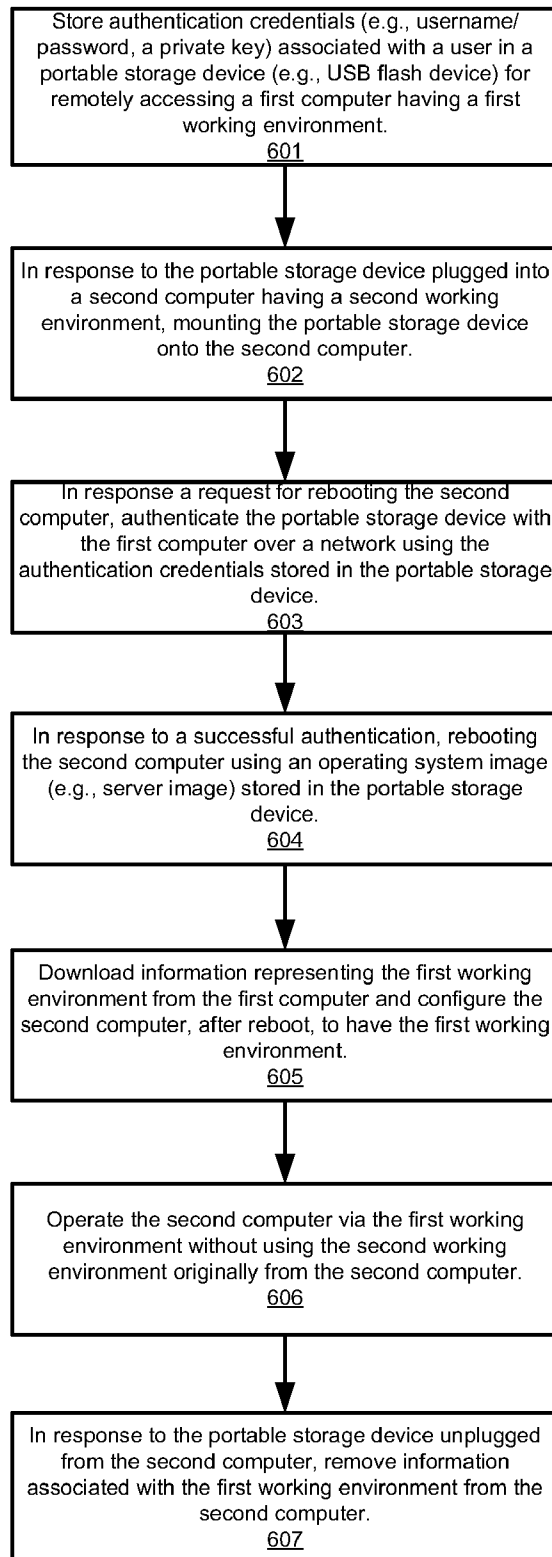 Store authentication credentials (e.g., username/
password, a private key) associated with a user in a
portable storage device (e.g., USB flash device) for
remotely accessing a first computer having a first
working environment.
601
In response to the portable storage device plugged into
a second computer having a second working
environment, mounting the portable storage device
onto the second computer.
602
In response a request for rebooting the second
computer, authenticate the portable storage device with
the first computer over a network using the
authentication credentials stored in the portable storage
device.
603
In response to a successful authentication, rebooting
the second computer using an operating system image
(e.g., server image) stored in the portable storage
device.
604
Download information representing the first working
environment from the first computer and configure the
second computer, after reboot, to have the first working
environment.
605
Operate the second computer via the first working
environment without using the second working
environment originally from the second computer.
606
In response to the portable storage device unplugged
from the second computer, remove information
associated with the first working environment from the
second computer.
607